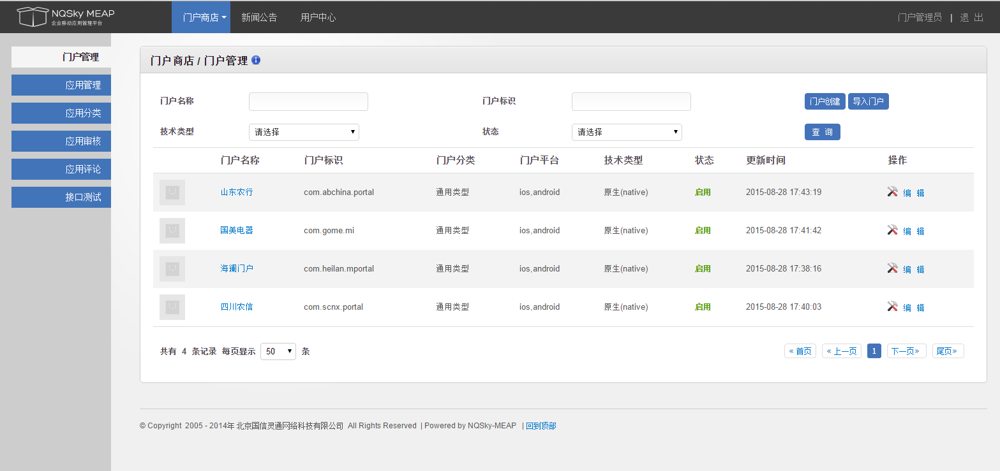 NQSky MEAP
企业移动应用管理平台
门户商店 新闻公告 用户中心 门户管理员 | 退 出
门户管理
应用管理
应用分类
应用审核
应用评论
接口测试
门户商店 / 门户管理
门户名称 门户标识 门户创建 导入门户
技术类型 请选择 状态 请选择 查 询
门户名称 门户标识 门户分类 门户平台 技术类型 状态 更新时间 操作
山东农行 com.abchina.portal 通用类型 ios,android 原生(native) 启用 2015-08-28 17:43:19 编 辑
国美电器 com.gome.mi 通用类型 ios,android 原生(native) 启用 2015-08-28 17:41:42 编 辑
海澜门户 com.heilan.mportal 通用类型 ios,android 原生(native) 启用 2015-08-28 17:38:16 编 辑
四川农信 com.scnx.portal 通用类型 ios,android 原生(native) 启用 2015-08-28 17:40:03 编 辑
共有 4 条记录 每页显示 50 条 « 首页 « 上一页 1 下一页» 尾页»
© Copyright 2005 - 2014年 北京国信灵通网络科技有限公司 All Rights Reserved | Powered by NQSky-MEAP | 回到顶部